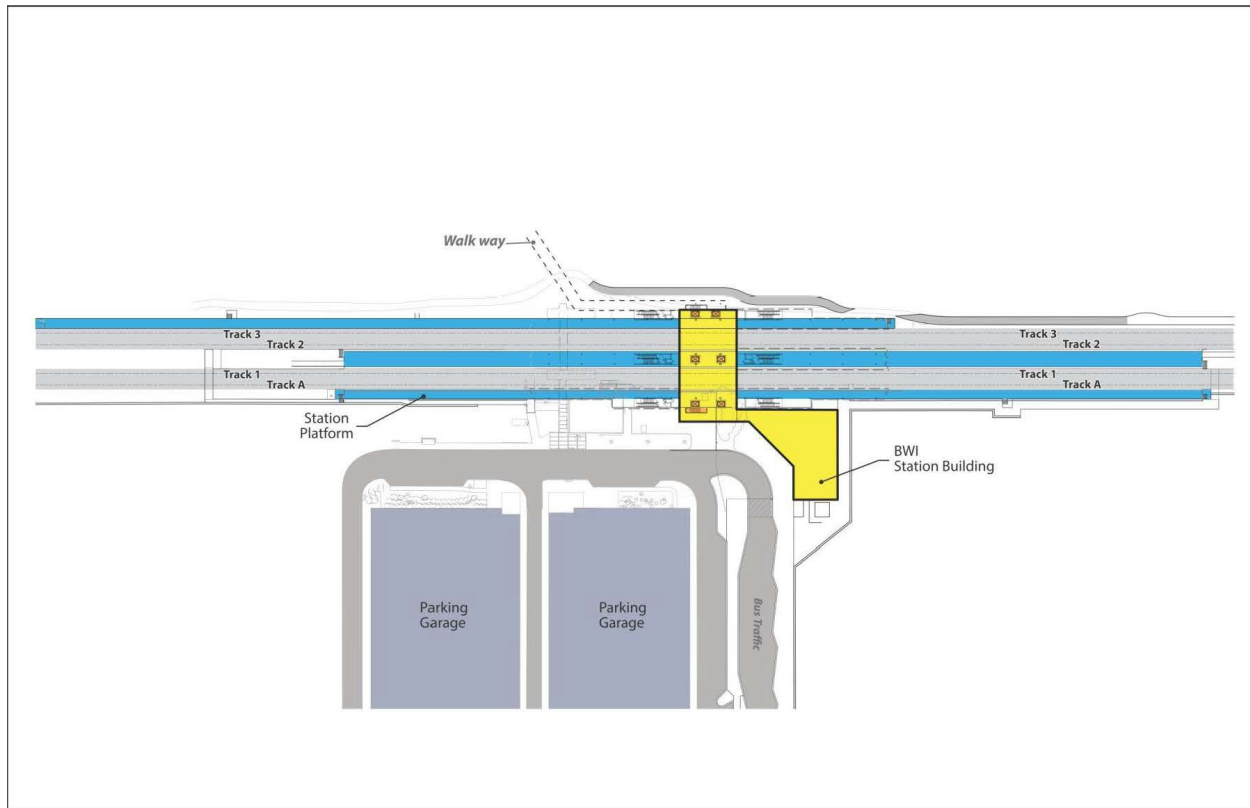 Walk way
Track 3
Track 2
Track 3
Track 2
Track 1
Track A
Track 1
Track A
Station
Platform
BWI
Station Building
Parking
Garage
Parking
Garage
Bus Traffic